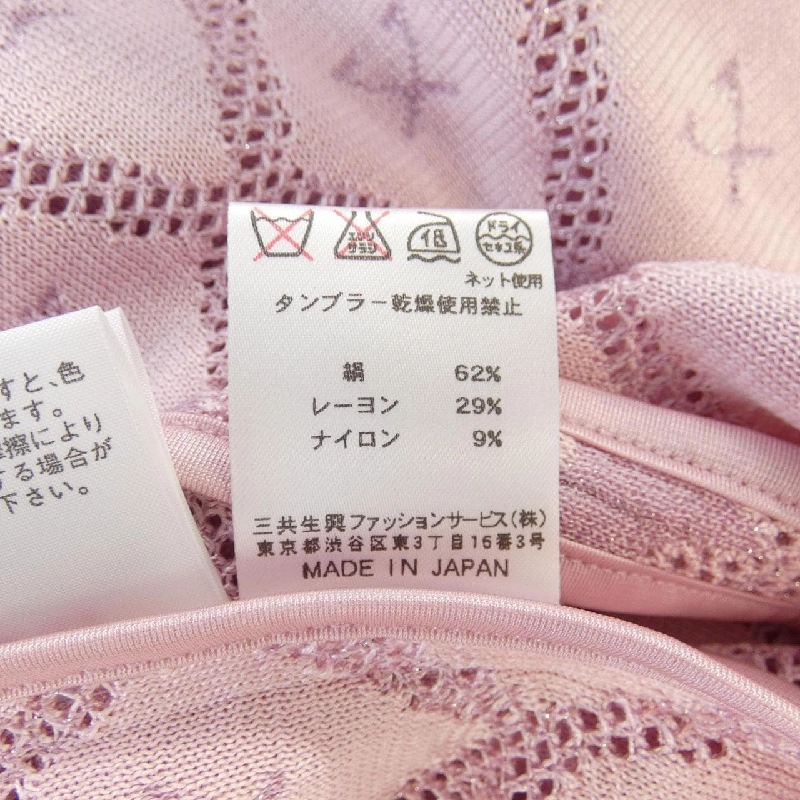 エンソ
サラシ
低
ドライ
セキユ系
ネット使用
タンブラー乾燥使用禁止
絹 62%
レーヨン 29%
ナイロン 9%
三共生興ファッションサービス(株)
東京都渋谷区東3丁目16番3号
MADE IN JAPAN
すと、色
ます。
擦により
する場合が
下さい。